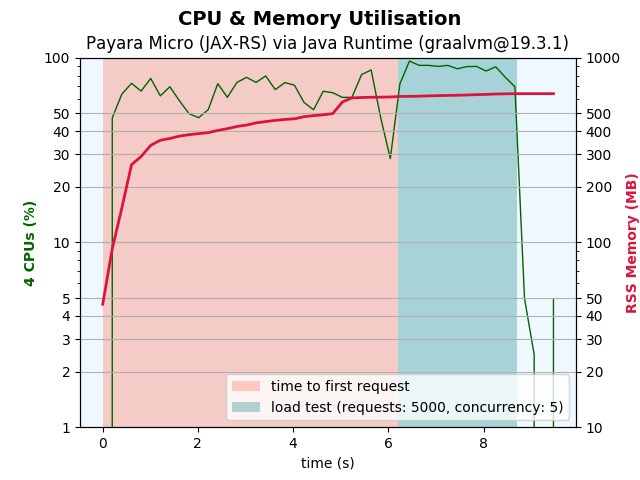 CPU & Memory Utilisation
Payara Micro (JAX-RS) via Java Runtime (graalvm@19.3.1)
100
50
40
30
20
10
5
4
3
2
1
4 CPUs (%)
1000
500
400
300
200
100
50
40
30
20
10
RSS Memory (MB)
time to first request
load test (requests: 5000, concurrency: 5)
0 2 4 6 8
time (s)